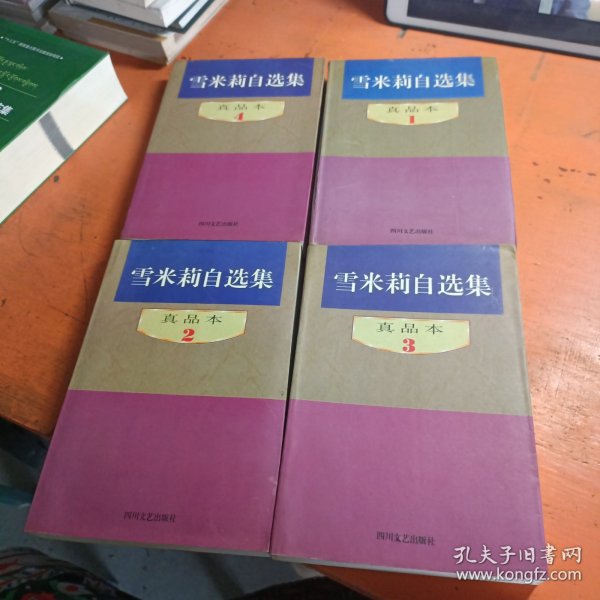 雪米莉自选集
真品本
4
四川文艺出版社
雪米莉自选集
真品本
1
四川文艺出版社
雪米莉自选集
真品本
2
四川文艺出版社
雪米莉自选集
真品本
3
四川文艺出版社
孔夫子旧书网
www.kongfz.com